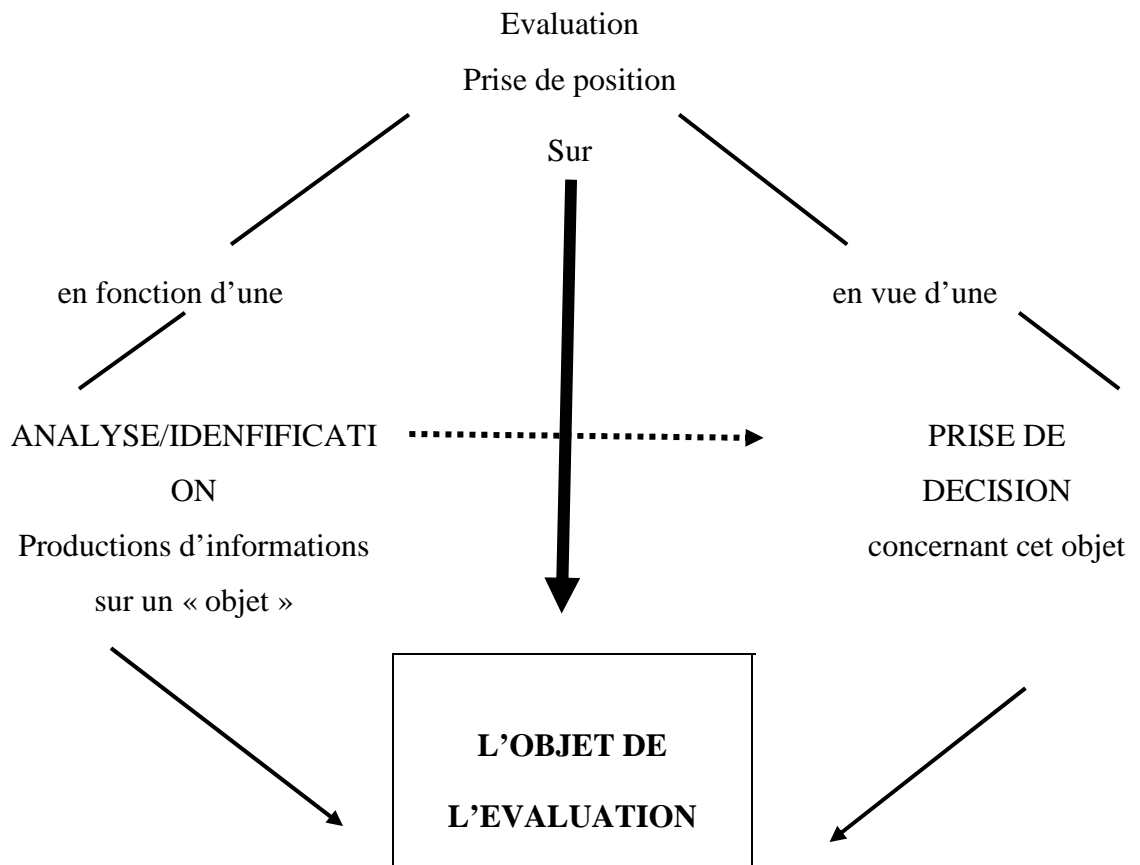 Evaluation
Prise de position
Sur
en fonction d’une
en vue d’une
ANALYSE/IDENFIFICATI
ON
Productions d’informations
sur un « objet »
PRISE DE
DECISION
concernant cet objet
L’OBJET DE
L’EVALUATION